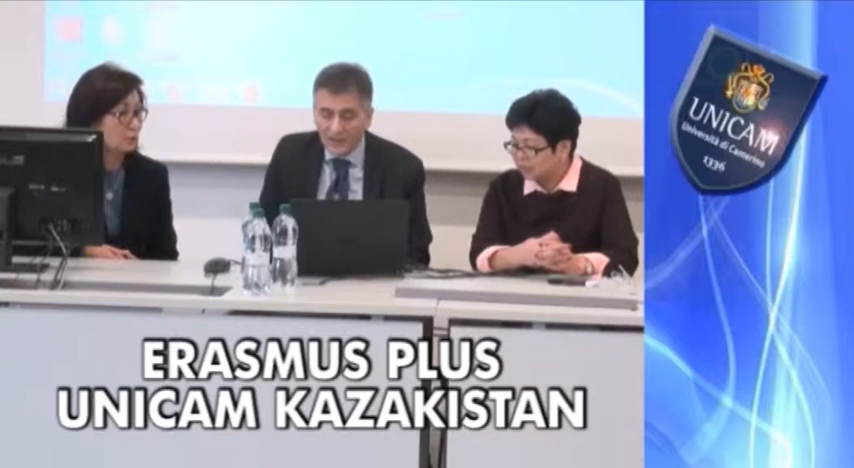 UNICAM
Università di Camerino
1336
ERASMUS PLUS
UNICAM KAZAKISTAN